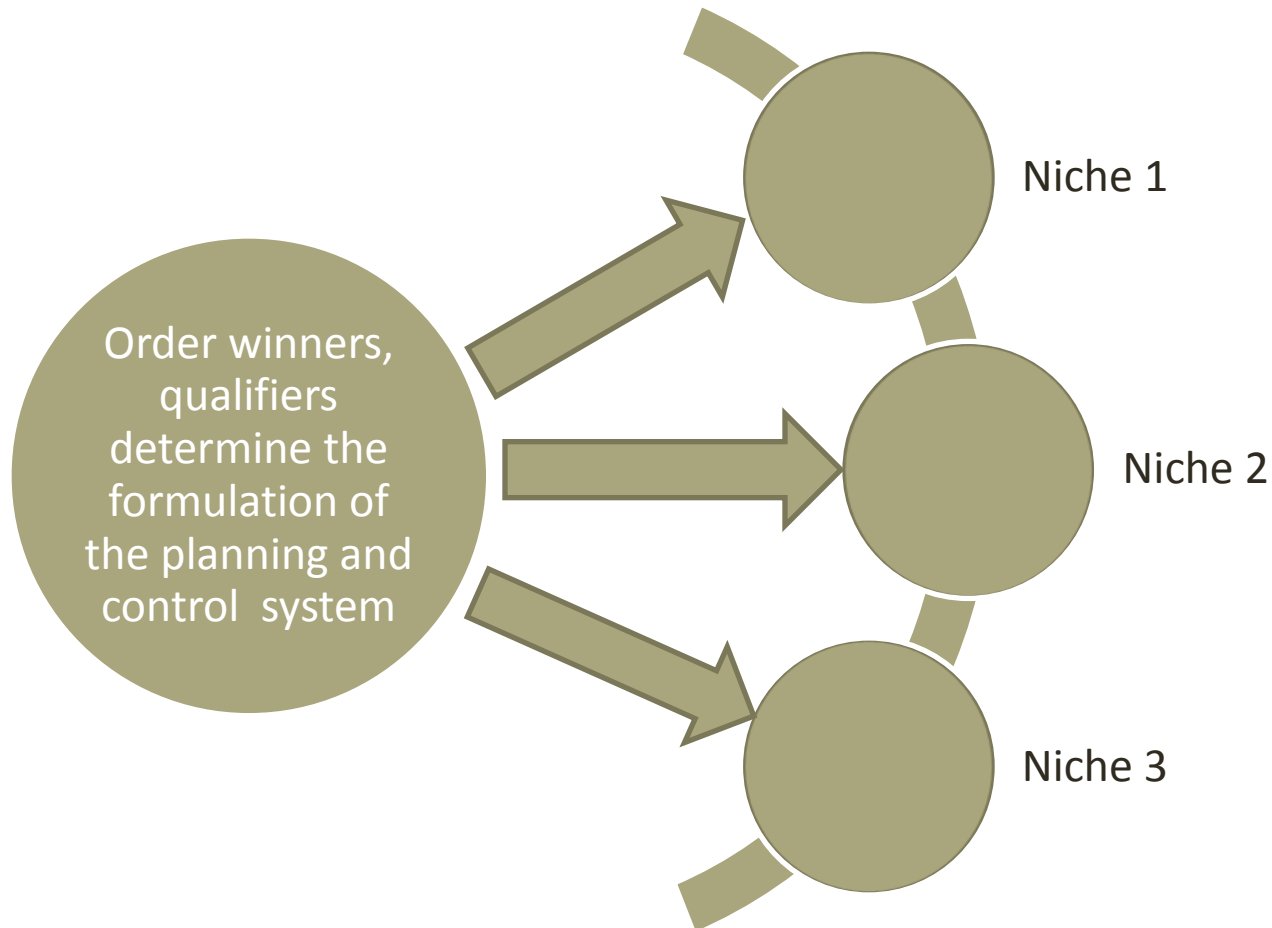 Order winners,
qualifiers
determine the
formulation of
the planning and
control  system
Niche 1
Niche 2
Niche 3